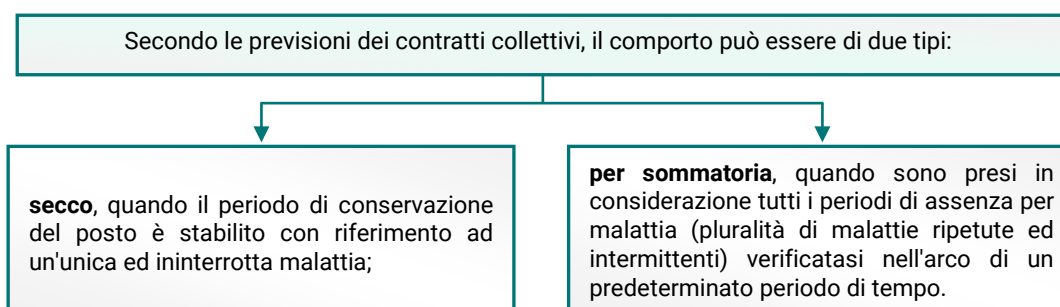 Secondo le previsioni dei contratti collettivi, il comporto può essere di due tipi:
secco, quando il periodo di conservazione
del posto è stabilito con riferimento ad
un'unica ed ininterrotta malattia;
per sommatoria, quando sono presi in
considerazione tutti i periodi di assenza per
malattia (pluralità di malattie ripetute ed
intermittenti) verificatasi nell'arco di un
predeterminato periodo di tempo.